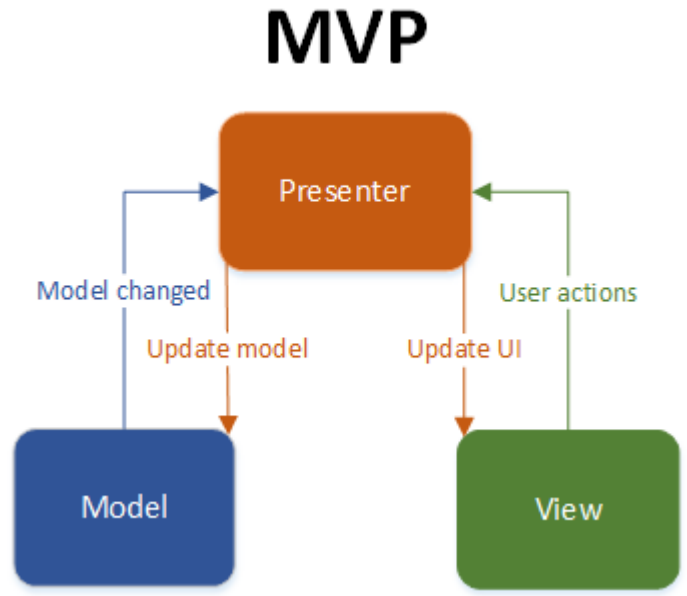 MVP
Presenter
Model changed
User actions
Update model
Update UI
Model
View